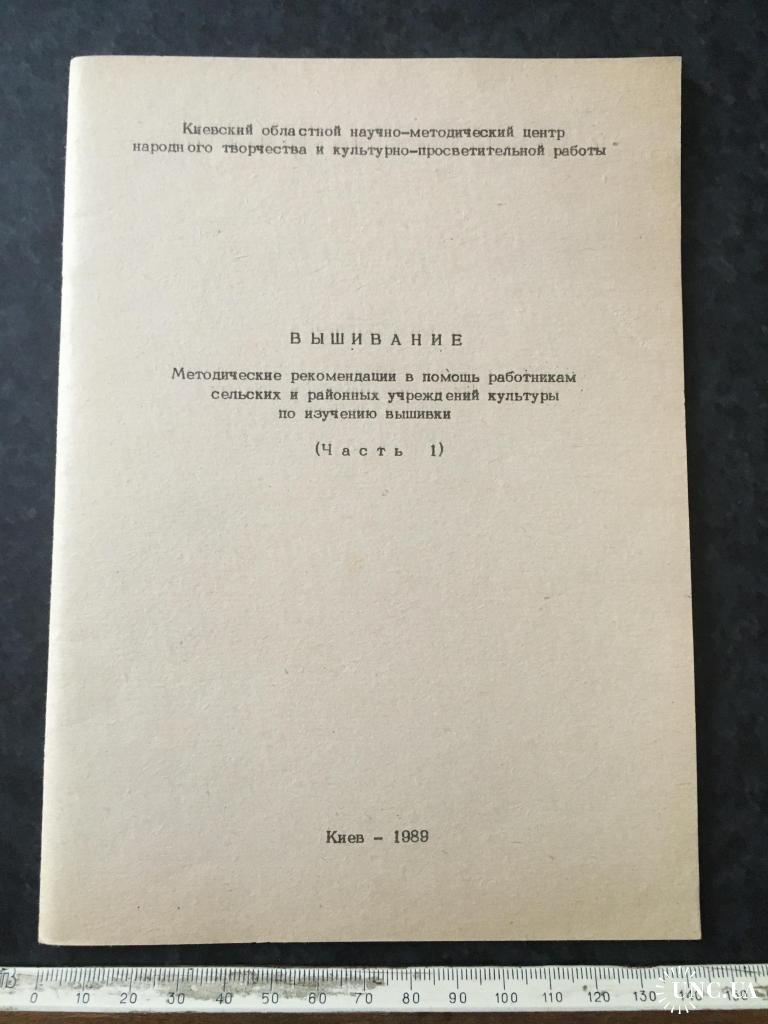 Киевский областной научно-методический центр
народного творчества и культурно-просветительной работы
ВЫШИВАНИЕ
Методические рекомендации в помощь работникам
сельских и районных учреждений культуры
по изучению вышивки
(Часть 1)
Киев - 1989
0 10 20 30 40 50 60 70 80 90 100 110 120 130 140 150
UNC.UA